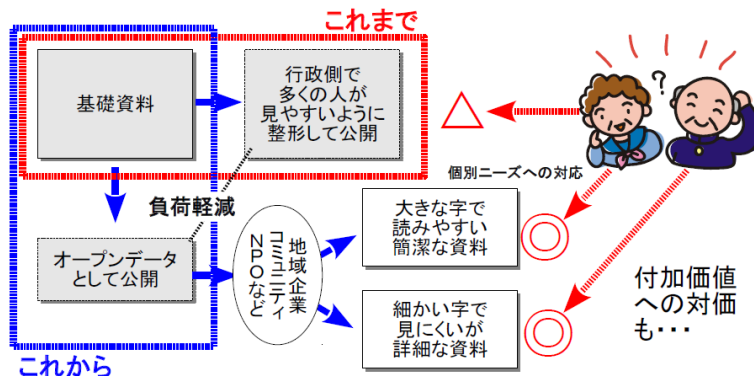 これまで
基礎資料
行政側で
多くの人が
見やすいように
整形して公開
?
個別ニーズへの対応
負荷軽減
オープンデータ
として公開
地域企業
コミュニティ
NPOなど
大きな字で
読みやすい
簡潔な資料
細かい字で
見にくいが
詳細な資料
付加価値
への対価
も・・・
これから